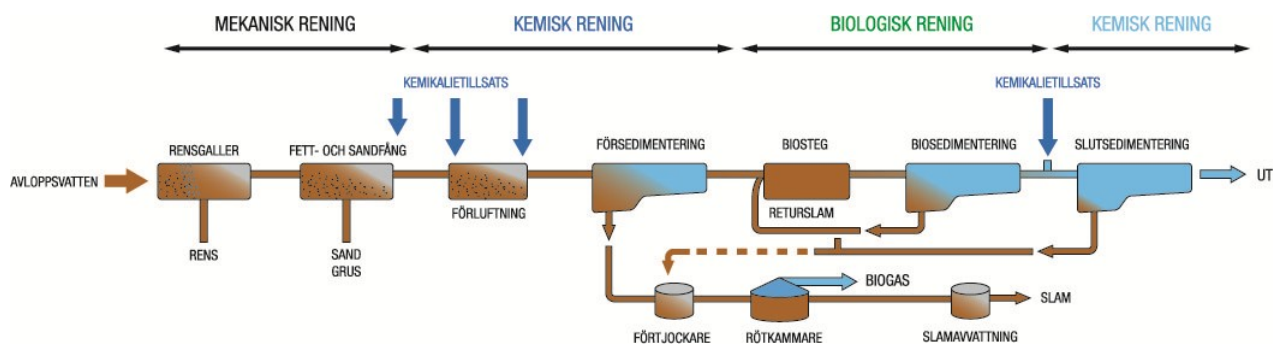 MEKANISK RENING
KEMISK RENING
BIOLOGISK RENING
KEMISK RENING
KEMIKALIETILLSATS
KEMIKALIETILLSATS
RENSGALLER
FETT- OCH SANDFÅNG
FÖRSEDIMENTERING
BIOSTEG
BIOSEDIMENTERING
SLUTSEDIMENTERING
AVLOPPSVATTEN
UT
FÖRLUFTNING
RETURSLAM
RENS
SAND
GRUS
BIOGAS
SLAM
FÖRTJOCKARE
RÖTKAMMARE
SLAMAVVATTNING